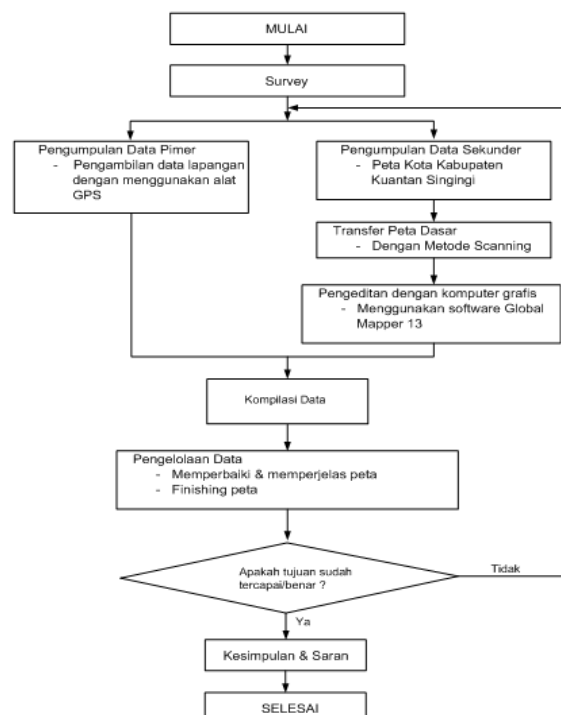 MULAI
Survey
Pengumpulan Data Pimer
- Pengambilan data lapangan
dengan menggunakan alat
GPS
Pengumpulan Data Sekunder
- Peta Kota Kabupaten
Kuantan Singingi
Transfer Peta Dasar
- Dengan Metode Scanning
Pengeditan dengan komputer grafis
- Menggunakan software Global
Mapper 13
Kompilasi Data
Pengelolaan Data
- Memperbaiki & memperjelas peta
- Finishing peta
Apakah tujuan sudah
tercapai/benar ?
Tidak
Ya
Kesimpulan & Saran
SELESAI